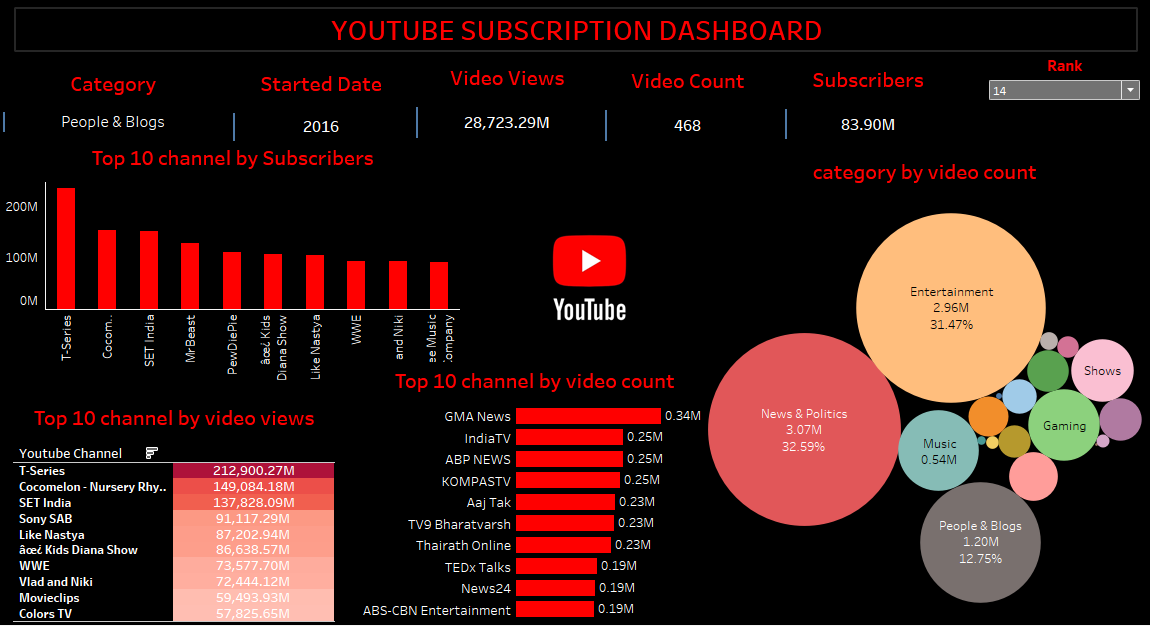 YOUTUBE SUBSCRIPTION DASHBOARD
Category
Started Date
Video Views
Video Count
Subscribers
Rank
14
People & Blogs
2016
28,723.29M
468
83.90M
Top 10 channel by Subscribers
200M
100M
0M
T-Series
Cocom..
SET India
MrBeast
PewDiePie
âœ¿ Kids
Diana Show
Like Nastya
WWE
and Niki
ee Music
Company
YouTube
category by video count
Entertainment
2.96M
31.47%
News & Politics
3.07M
32.59%
Shows
Gaming
Music
0.54M
People & Blogs
1.20M
12.75%
Top 10 channel by video count
GMA News 0.34M
IndiaTV 0.25M
ABP NEWS 0.25M
KOMPASTV 0.25M
Aaj Tak 0.23M
TV9 Bharatvarsh 0.23M
Thairath Online 0.23M
TEDx Talks 0.19M
News24 0.19M
ABS-CBN Entertainment 0.19M
Top 10 channel by video views
Youtube Channel
T-Series 212,900.27M
Cocomelon - Nursery Rhy.. 149,084.18M
SET India 137,828.09M
Sony SAB 91,117.29M
Like Nastya 87,202.94M
âœ¿ Kids Diana Show 86,638.57M
WWE 73,577.70M
Vlad and Niki 72,444.12M
Movieclips 59,493.93M
Colors TV 57,825.65M